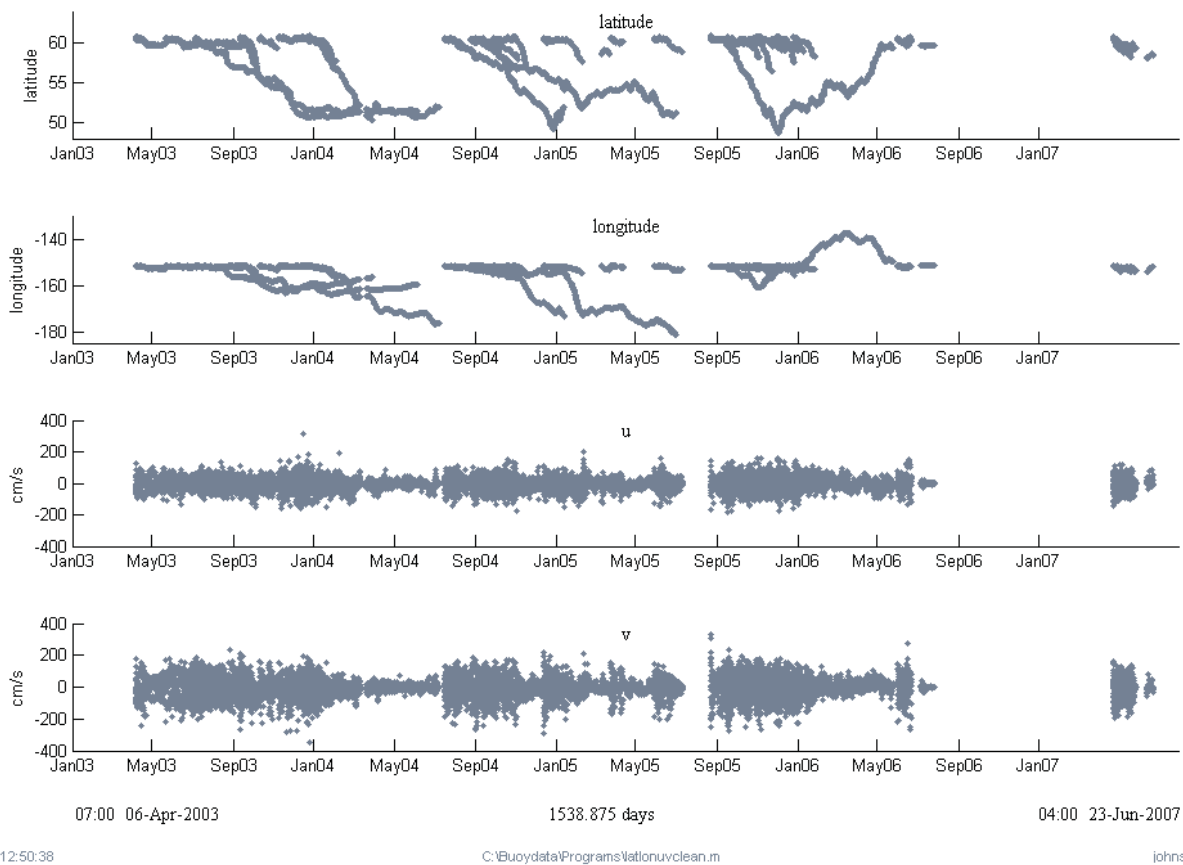 latitude
60
55
50
latitude
Jan03 May03 Sep03 Jan04 May04 Sep04 Jan05 May05 Sep05 Jan06 May06 Sep06 Jan07
longitude
-140
-160
-180
longitude
Jan03 May03 Sep03 Jan04 May04 Sep04 Jan05 May05 Sep05 Jan06 May06 Sep06 Jan07
u
400
200
0
-200
-400
cm/s
Jan03 May03 Sep03 Jan04 May04 Sep04 Jan05 May05 Sep05 Jan06 May06 Sep06 Jan07
v
400
200
0
-200
-400
cm/s
Jan03 May03 Sep03 Jan04 May04 Sep04 Jan05 May05 Sep05 Jan06 May06 Sep06 Jan07
07:00 06-Apr-2003 1538.875 days 04:00 23-Jun-2007
12:50:38 C:\Buoydata\Programs\latlonuvclean.m johns